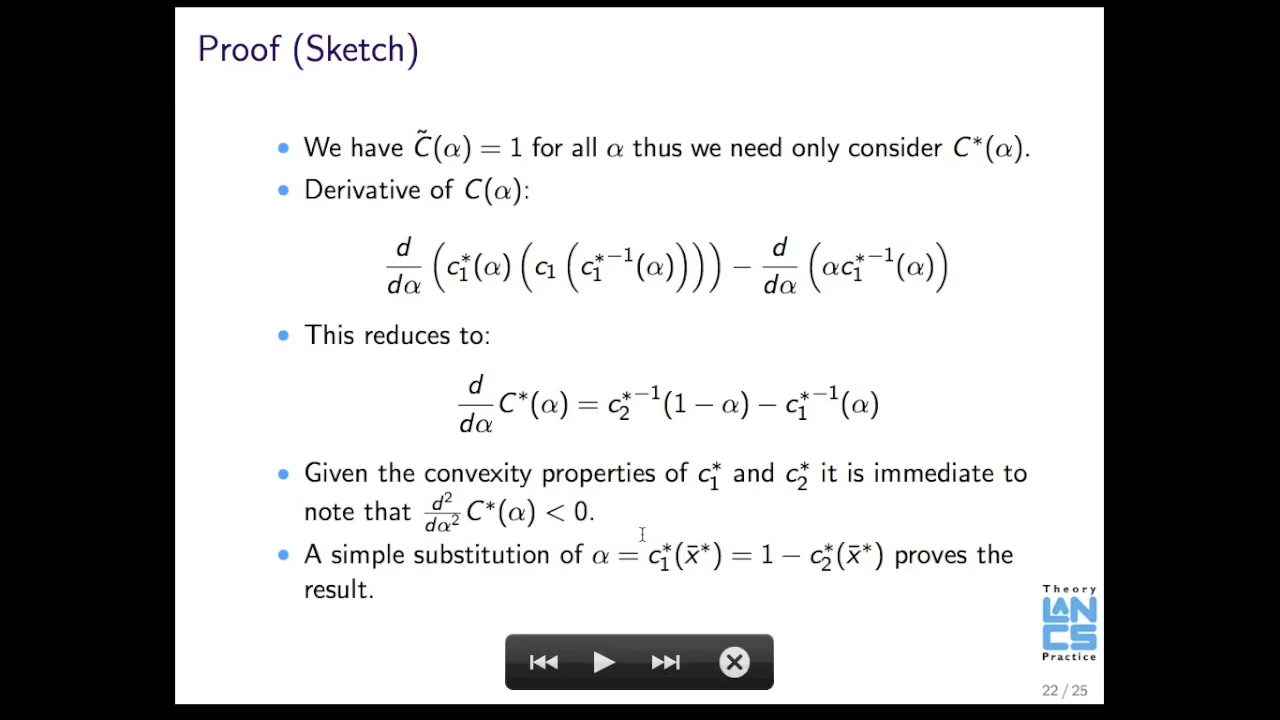 Proof (Sketch)
• We have C̃(α) = 1 for all α thus we need only consider C*(α).
• Derivative of C(α):
d/dα (c₁*(α) (c₁ (c₁*⁻¹(α)))) − d/dα (αc₁*⁻¹(α))
• This reduces to:
d/dα C*(α) = c₂*⁻¹(1 − α) − c₁*⁻¹(α)
• Given the convexity properties of c₁* and c₂* it is immediate to
note that d²/dα² C*(α) < 0.
• A simple substitution of α = c₁*(x̄*) = 1 − c₂*(x̄*) proves the
result.
Theory
LANCS
Practice
22 / 25